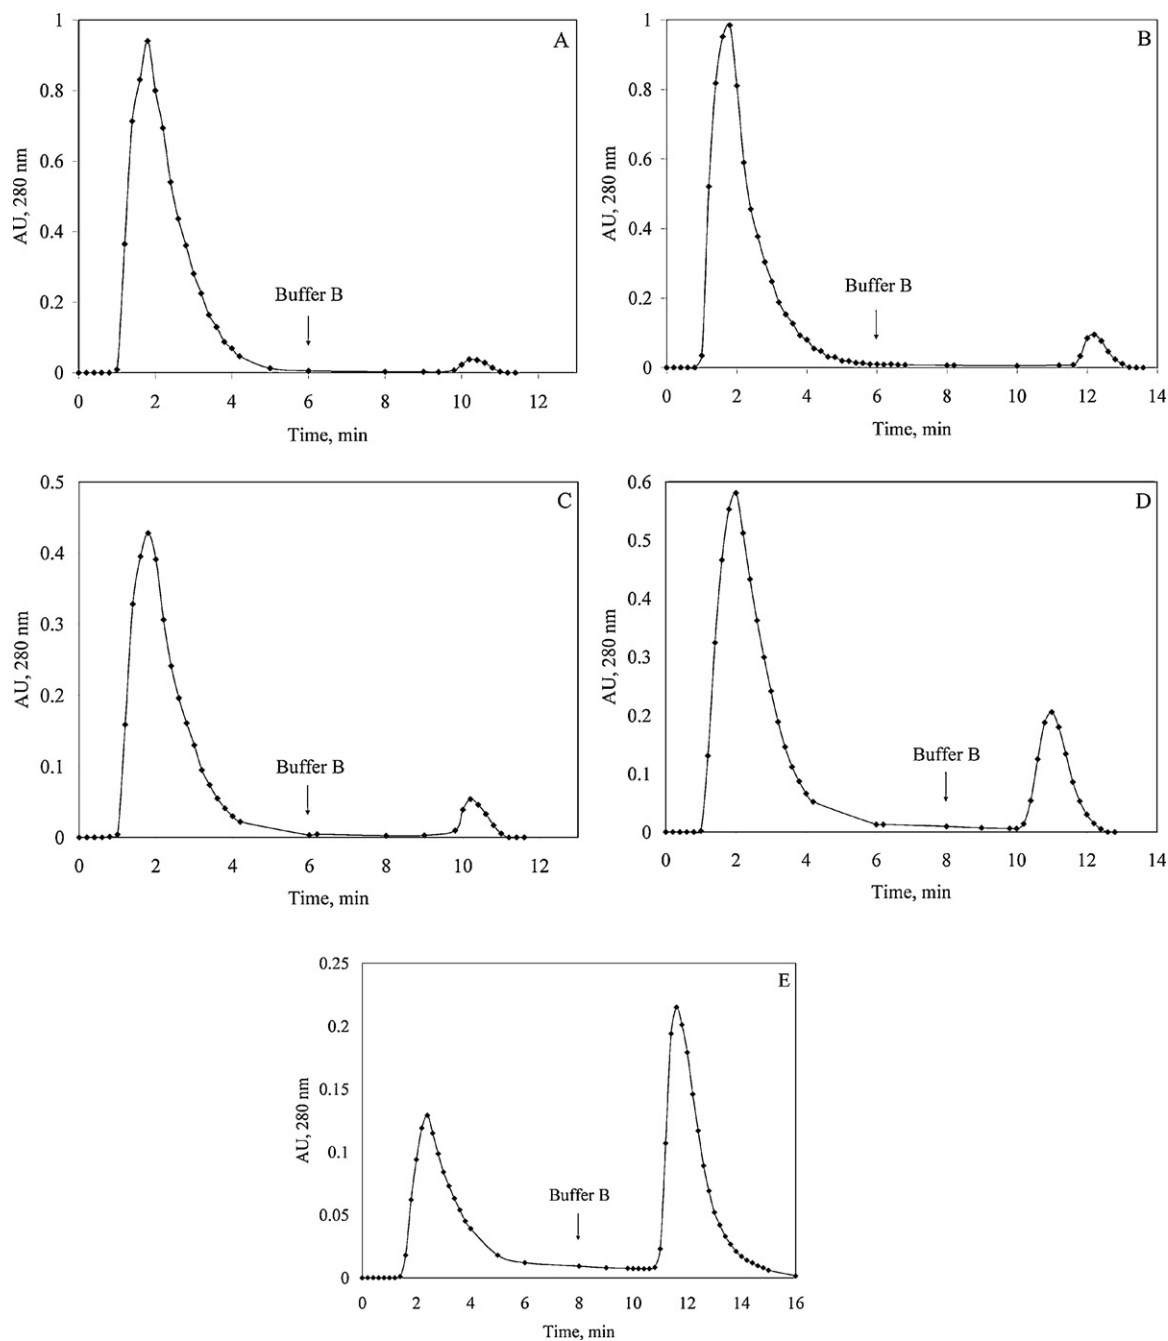 A
AU, 280 nm
1
0.8
0.6
0.4
0.2
0
Buffer B
0 2 4 6 8 10 12
Time, min
B
AU, 280 nm
1
0.8
0.6
0.4
0.2
0
Buffer B
0 2 4 6 8 10 12 14
Time, min
C
AU, 280 nm
0.5
0.4
0.3
0.2
0.1
0
Buffer B
0 2 4 6 8 10 12
Time, min
D
AU, 280 nm
0.6
0.5
0.4
0.3
0.2
0.1
0
Buffer B
0 2 4 6 8 10 12 14
Time, min
E
AU, 280 nm
0.25
0.2
0.15
0.1
0.05
0
Buffer B
0 2 4 6 8 10 12 14 16
Time, min